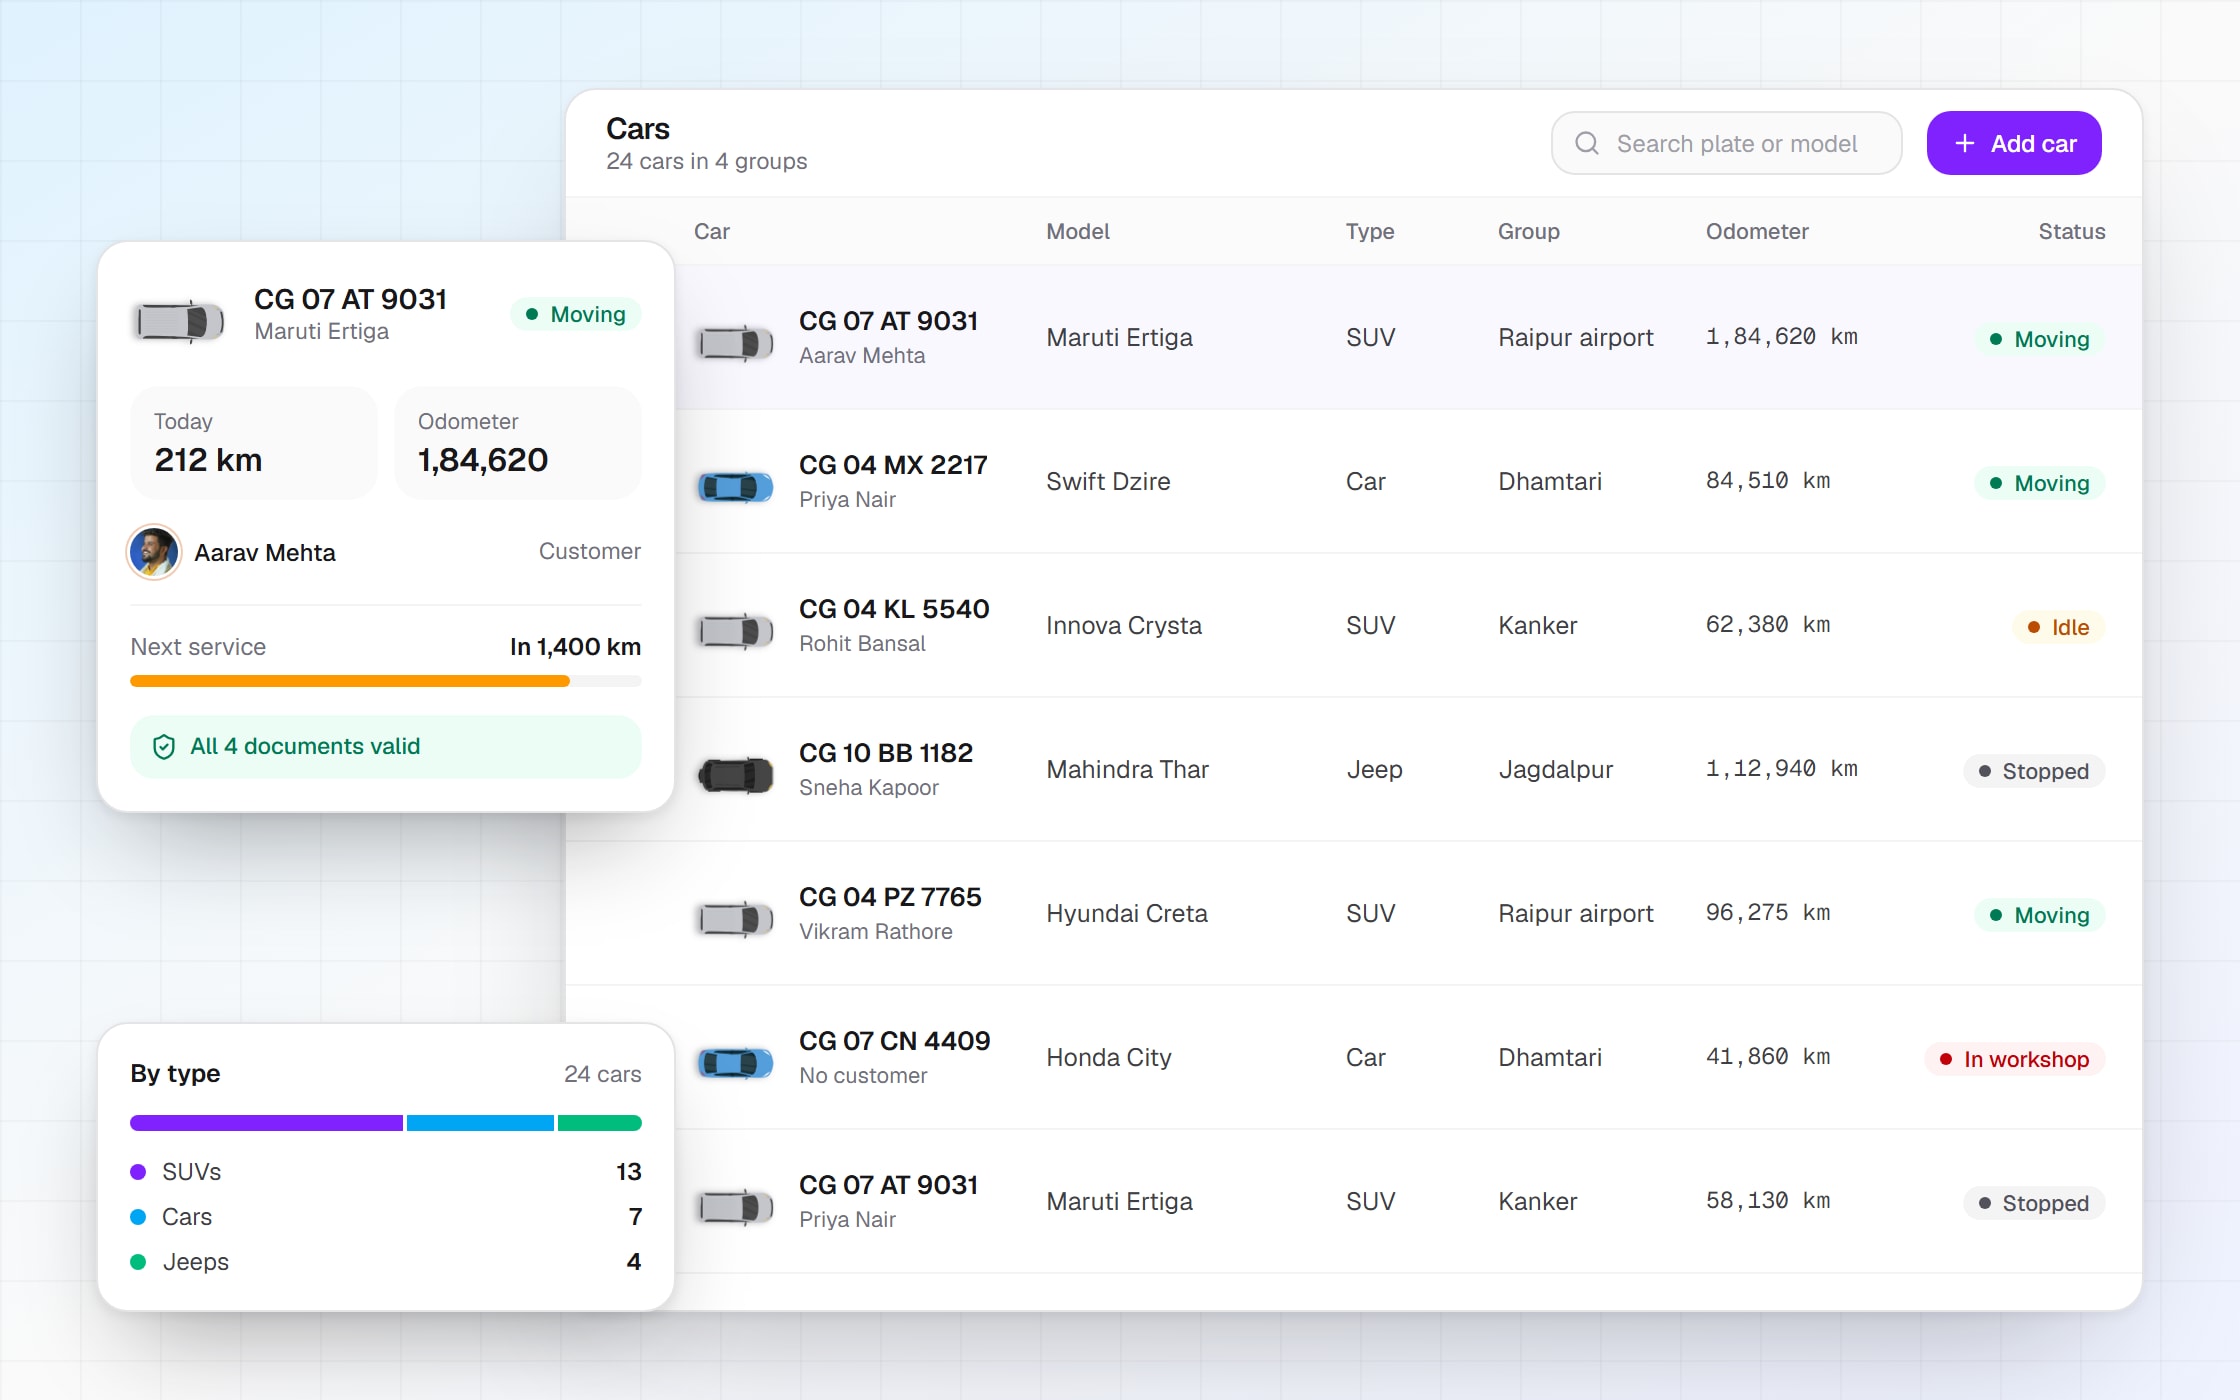 Cars
24 cars in 4 groups
Search plate or model
Add car
Car Model Type Group Odometer Status
CG 07 AT 9031
Aarav Mehta
Maruti Ertiga SUV Raipur airport 1,84,620 km Moving
CG 04 MX 2217
Priya Nair
Swift Dzire Car Dhamtari 84,510 km Moving
CG 04 KL 5540
Rohit Bansal
Innova Crysta SUV Kanker 62,380 km Idle
CG 10 BB 1182
Sneha Kapoor
Mahindra Thar Jeep Jagdalpur 1,12,940 km Stopped
CG 04 PZ 7765
Vikram Rathore
Hyundai Creta SUV Raipur airport 96,275 km Moving
CG 07 CN 4409
No customer
Honda City Car Dhamtari 41,860 km In workshop
CG 07 AT 9031
Priya Nair
Maruti Ertiga SUV Kanker 58,130 km Stopped
CG 07 AT 9031
Maruti Ertiga
Moving
Today
212 km
Odometer
1,84,620
Aarav Mehta Customer
Next service In 1,400 km
All 4 documents valid
By type 24 cars
SUVs 13
Cars 7
Jeeps 4